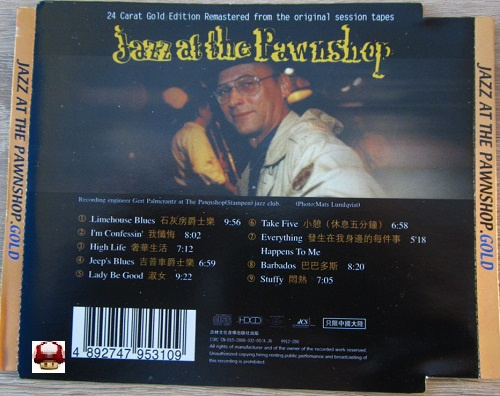 24 Carat Gold Edition Remastered from the original session tapes
Jazz at the Pawnshop
JAZZ AT THE PAWNSHOP.GOLD
JAZZ AT THE PAWNSHOP.GOLD
Recording engineer Gert Palmcrantz at The Pawnshop(Stampen) jazz club. (Photo:Mats Lundqvist)
① Limehouse Blues 石灰房爵士樂 9:56
② I'm Confessin' 我懺悔 8:02
③ High Life 奢華生活 7:12
④ Jeep's Blues 吉普車爵士樂 6:59
⑤ Lady Be Good 淑女 9:22
⑥ Take Five 小憩（休息五分鐘） 6:58
⑦ Everything 發生在我身邊的每件事 5'18
Happens To Me
⑧ Barbados 巴巴多斯 8:20
⑨ Stuffy 悶熱 7:05
4 892747 953109
HDCD
只限中國大陸
All rights of manufacturer and of the owner of the recorded work reserved.
Unauthorized copying hiring renting public performance and broadcasting of
this recording is prohibited.